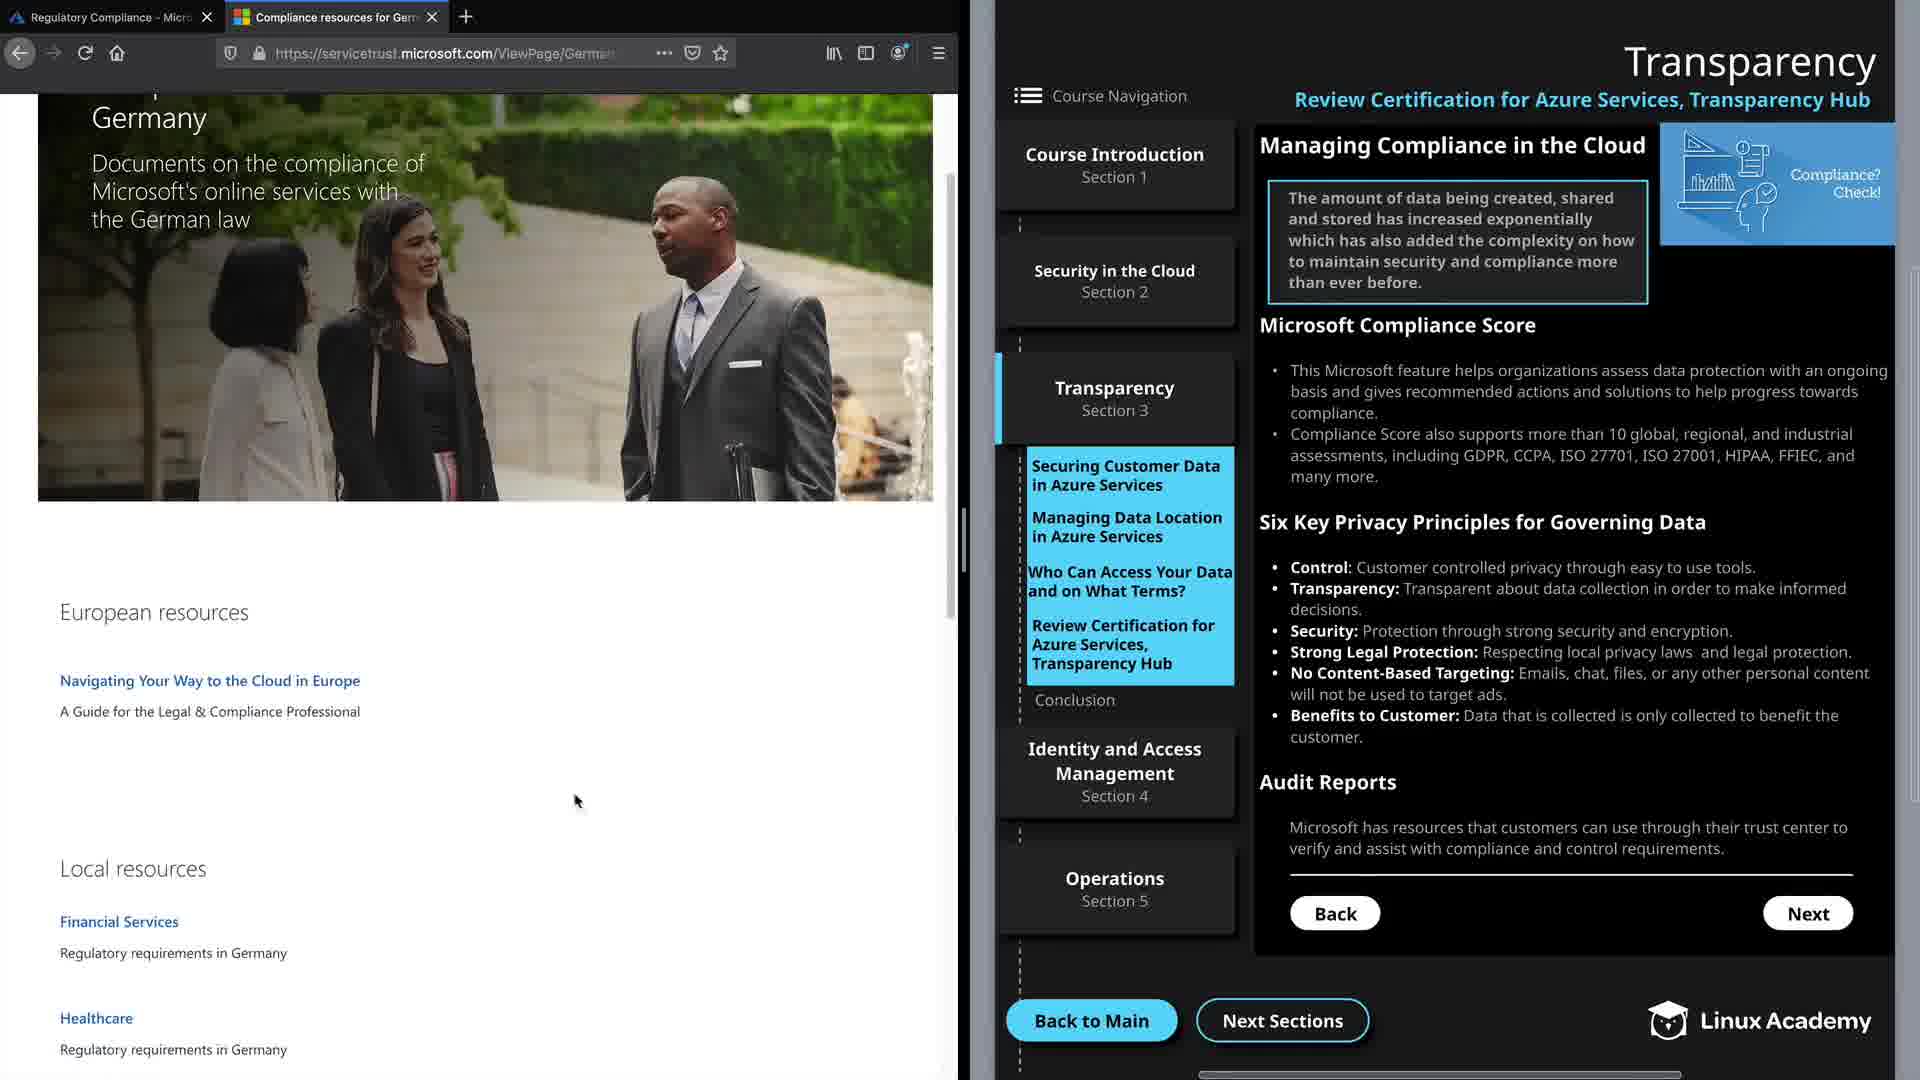 Regulatory Compliance - Micro
Compliance resources for Germ
https://servicetrust.microsoft.com/ViewPage/German
Germany
Documents on the compliance of
Microsoft's online services with
the German law
European resources
Navigating Your Way to the Cloud in Europe
A Guide for the Legal & Compliance Professional
Local resources
Financial Services
Regulatory requirements in Germany
Healthcare
Regulatory requirements in Germany
Transparency
Review Certification for Azure Services, Transparency Hub
Course Navigation
Course Introduction
Section 1
Security in the Cloud
Section 2
Transparency
Section 3
Securing Customer Data
in Azure Services
Managing Data Location
in Azure Services
Who Can Access Your Data
and on What Terms?
Review Certification for
Azure Services,
Transparency Hub
Conclusion
Identity and Access
Management
Section 4
Operations
Section 5
Managing Compliance in the Cloud
Compliance?
Check!
The amount of data being created, shared
and stored has increased exponentially
which has also added the complexity on how
to maintain security and compliance more
than ever before.
Microsoft Compliance Score
• This Microsoft feature helps organizations assess data protection with an ongoing
basis and gives recommended actions and solutions to help progress towards
compliance.
• Compliance Score also supports more than 10 global, regional, and industrial
assessments, including GDPR, CCPA, ISO 27701, ISO 27001, HIPAA, FFIEC, and
many more.
Six Key Privacy Principles for Governing Data
• Control: Customer controlled privacy through easy to use tools.
• Transparency: Transparent about data collection in order to make informed
decisions.
• Security: Protection through strong security and encryption.
• Strong Legal Protection: Respecting local privacy laws and legal protection.
• No Content-Based Targeting: Emails, chat, files, or any other personal content
will not be used to target ads.
• Benefits to Customer: Data that is collected is only collected to benefit the
customer.
Audit Reports
Microsoft has resources that customers can use through their trust center to
verify and assist with compliance and control requirements.
Back
Next
Back to Main
Next Sections
Linux Academy